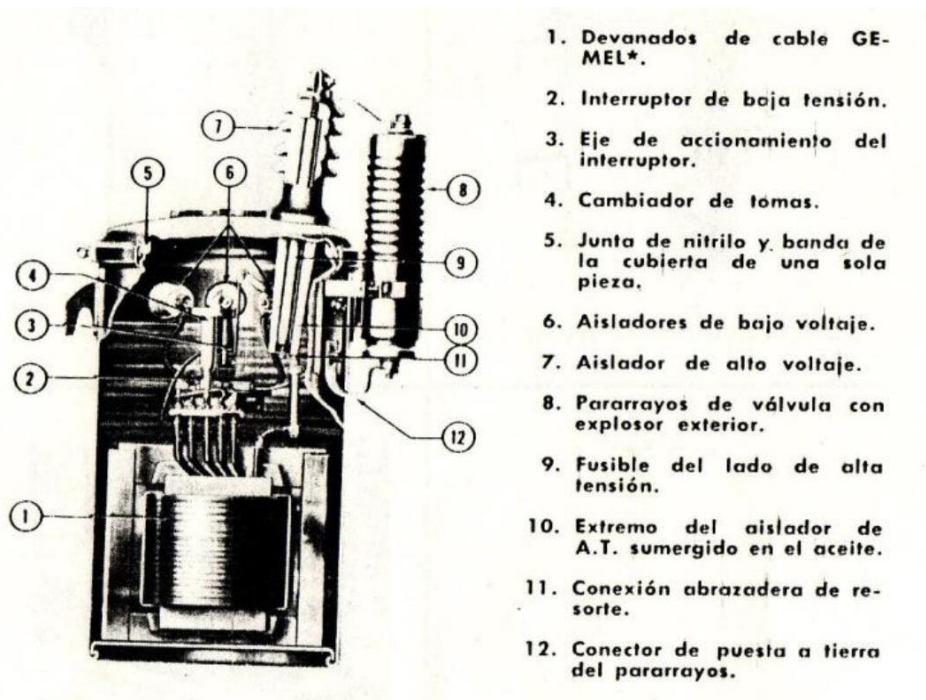 1. Devanados de cable GE-
MEL*.
2. Interruptor de baja tensión.
3. Eje de accionamiento del
interruptor.
4. Cambiador de tomas.
5. Junta de nitrilo y banda de
la cubierta de una sola
pieza.
6. Aisladores de bajo voltaje.
7. Aislador de alto voltaje.
8. Pararrayos de válvula con
explosor exterior.
9. Fusible del lado de alta
tensión.
10. Extremo del aislador de
A.T. sumergido en el aceite.
11. Conexión abrazadera de re-
sorte.
12. Conector de puesta a tierra
del pararrayos.
7
5
6
8
4
9
3
10
11
2
12
1